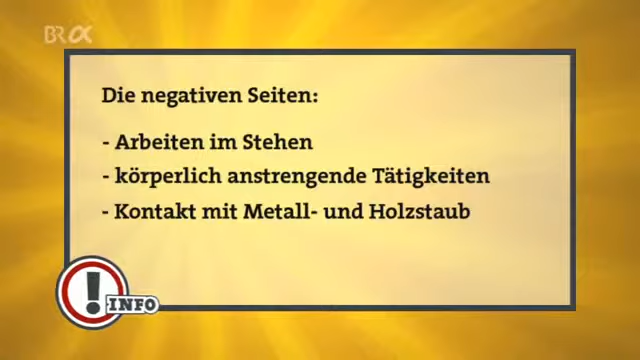 BRα
Die negativen Seiten:
- Arbeiten im Stehen
- körperlich anstrengende Tätigkeiten
- Kontakt mit Metall- und Holzstaub
! INFO